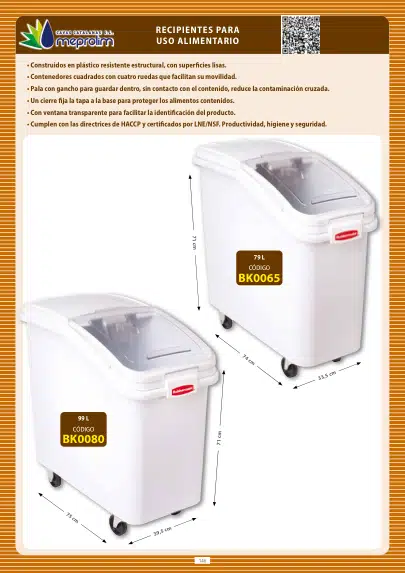 CAYAG CATALANAS S.L.
meprolim
RECIPIENTES PARA
USO ALIMENTARIO
• Construidos en plástico resistente estructural, con superficies lisas.
• Contenedores cuadrados con cuatro ruedas que facilitan su movilidad.
• Pala con gancho para guardar dentro, sin contacto con el contenido, reduce la contaminación cruzada.
• Un cierre fija la tapa a la base para proteger los alimentos contenidos.
• Con ventana transparente para facilitar la identificación del producto.
• Cumplen con las directrices de HACCP y certificados por LNE/NSF. Productividad, higiene y seguridad.
71 cm
79 L
CÓDIGO
BK0065
Rubbermaid
74 cm
33,5 cm
Rubbermaid
99 L
CÓDIGO
BK0080
71 cm
75 cm
39,5 cm